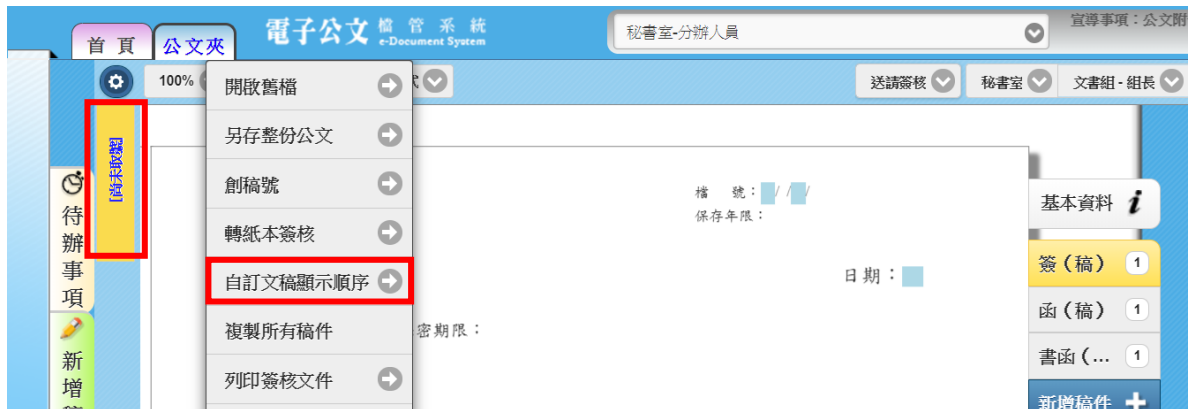 首 頁
公文夾
電子公文 檔 管 系 統
e-Document System
秘書室-分辦人員
宣導事項：公文附
100%
送請簽核
秘書室
文書組 - 組長
[尚未取號]
待辦事項
新增
開啟舊檔
另存整份公文
創稿號
轉紙本簽核
自訂文稿顯示順序
複製所有稿件
列印簽核文件
檔 號： / /
保存年限：
日期：
密期限：
基本資料
簽（稿） 1
函（稿） 1
書函（... 1
新增稿件